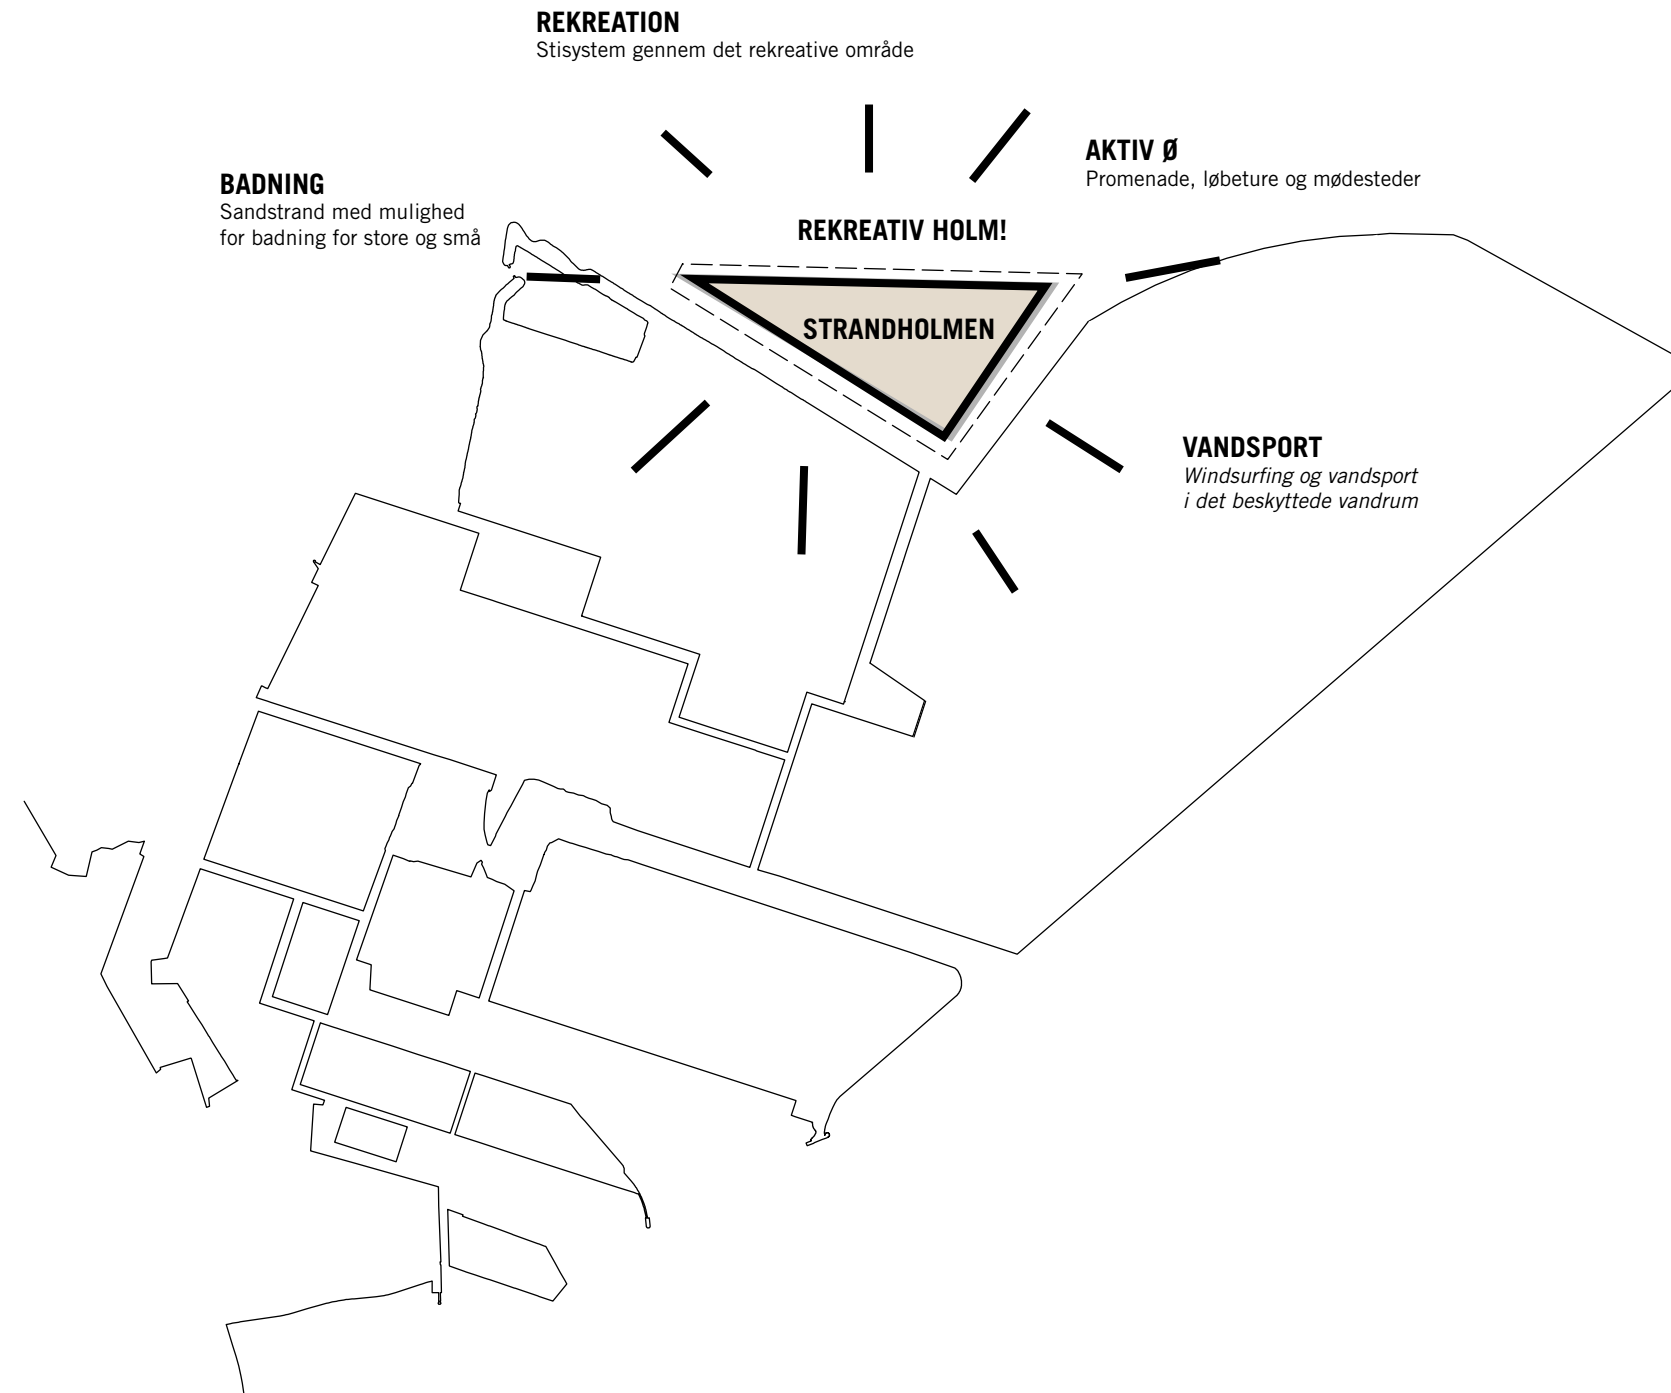 REKREATION
Stisystem gennem det rekreative område
AKTIV Ø
Promenade, løbeture og mødesteder
BADNING
Sandstrand med mulighed
for badning for store og små
REKREATIV HOLM!
STRANDHOLMEN
VANDSPORT
Windsurfing og vandsport
i det beskyttede vandrum